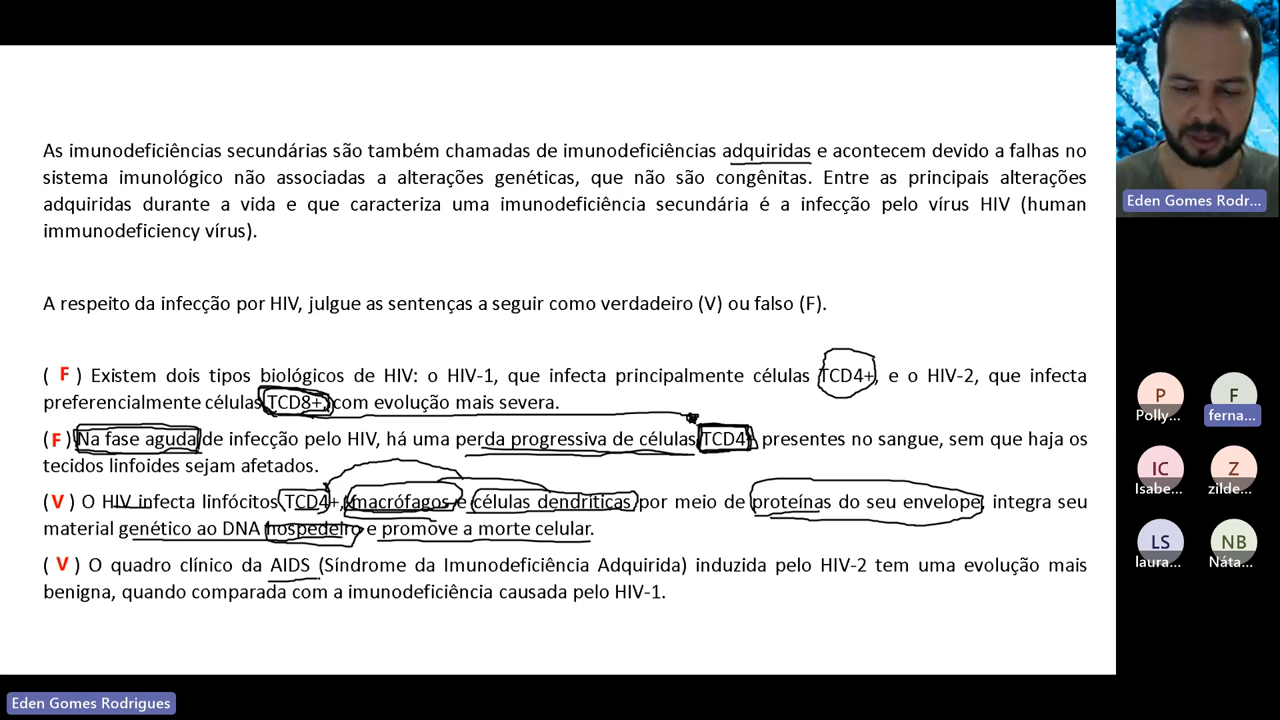 As imunodeficiências secundárias são também chamadas de imunodeficiências adquiridas e acontecem devido a falhas no
sistema imunológico não associadas a alterações genéticas, que não são congênitas. Entre as principais alterações
adquiridas durante a vida e que caracteriza uma imunodeficiência secundária é a infecção pelo vírus HIV (human
immunodeficiency vírus).
A respeito da infecção por HIV, julgue as sentenças a seguir como verdadeiro (V) ou falso (F).
( F ) Existem dois tipos biológicos de HIV: o HIV-1, que infecta principalmente células TCD4+, e o HIV-2, que infecta
preferencialmente células TCD8+, com evolução mais severa.
(F) Na fase aguda de infecção pelo HIV, há uma perda progressiva de células TCD4+ presentes no sangue, sem que haja os
tecidos linfoides sejam afetados.
(V) O HIV infecta linfócitos TCD4+, macrófagos e células dendríticas por meio de proteínas do seu envelope, integra seu
material genético ao DNA hospedeiro e promove a morte celular.
( V ) O quadro clínico da AIDS (Síndrome da Imunodeficiência Adquirida) induzida pelo HIV-2 tem uma evolução mais
benigna, quando comparada com a imunodeficiência causada pelo HIV-1.
Eden Gomes Rodr...
P
Polly...
F
ferna...
IC
Isabe...
Z
zilde...
LS
laura...
NB
Náta...
Eden Gomes Rodrigues